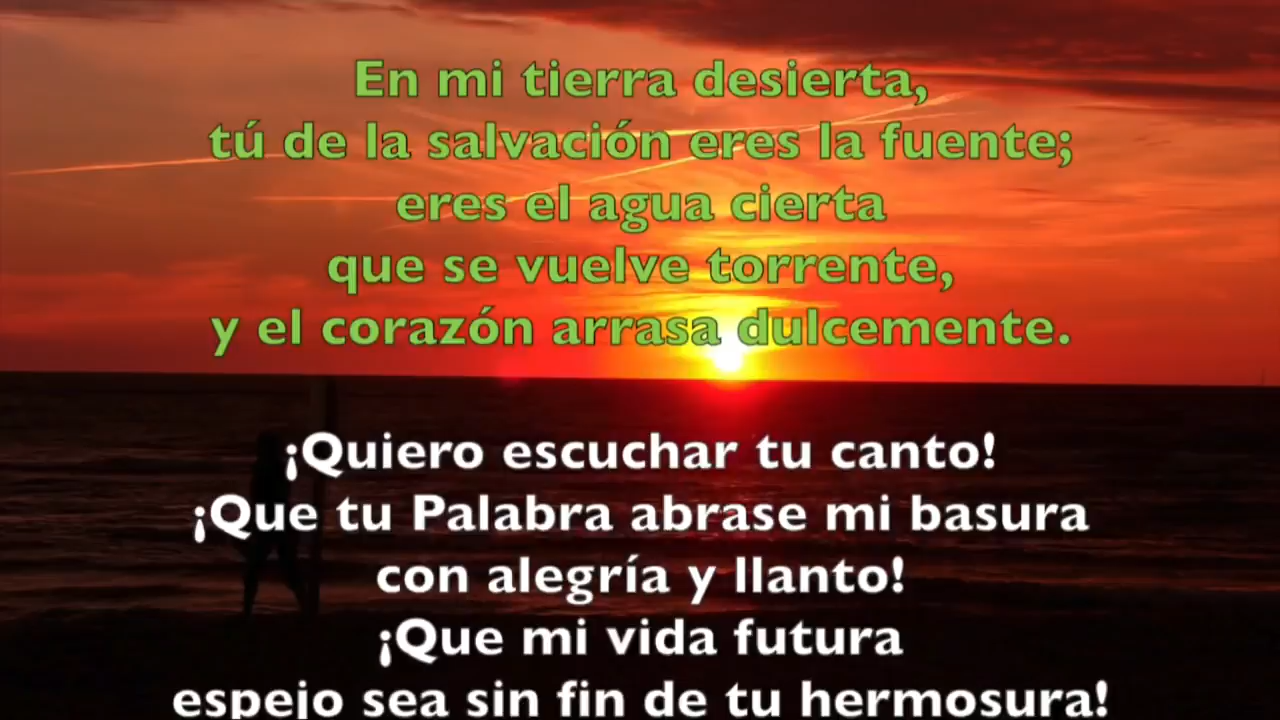 En mi tierra desierta,
tú de la salvación eres la fuente;
eres el agua cierta
que se vuelve torrente,
y el corazón arrasa dulcemente.
¡Quiero escuchar tu canto!
¡Que tu Palabra abrase mi basura
con alegría y llanto!
¡Que mi vida futura
espejo sea sin fin de tu hermosura!